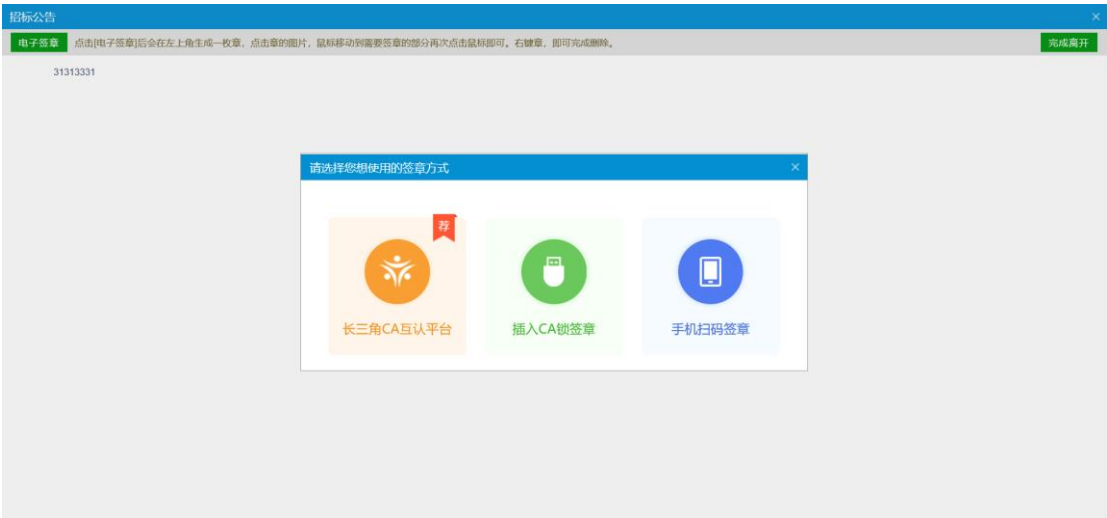 招标公告
电子签章 点击[电子签章]后会在左上角生成一枚章，点击章的图片，鼠标移动到需要签章的部分再次点击鼠标即可。右键章，即可完成删除。 完成离开
31313331
请选择您想使用的签章方式
荐
长三角CA互认平台 插入CA锁签章 手机扫码签章